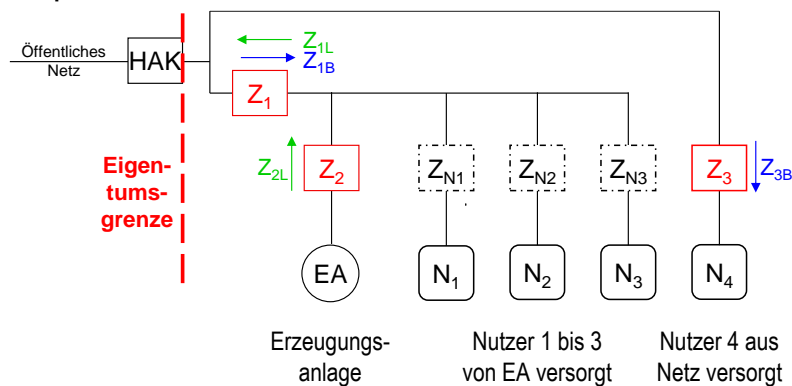 Öffentliches
Netz
HAK
Z1L
Z1B
Z1
Eigen-
tums-
grenze
Z2L
Z2
ZN1
ZN2
ZN3
Z3
Z3B
EA
N1
N2
N3
N4
Erzeugungs-
anlage
Nutzer 1 bis 3
von EA versorgt
Nutzer 4 aus
Netz versorgt